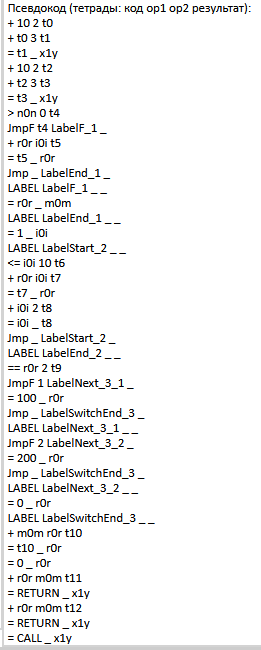 Псевдокод (тетрады: код op1 op2 результат):
+ 10 2 t0
+ t0 3 t1
= t1 _ x1y
+ 10 2 t2
+ t2 3 t3
= t3 _ x1y
> n0n 0 t4
JmpF t4 LabelF_1 _
+ r0r i0i t5
= t5 _ r0r
Jmp _ LabelEnd_1 _
LABEL LabelF_1 _ _
= r0r _ m0m
LABEL LabelEnd_1 _ _
= 1 _ i0i
LABEL LabelStart_2 _ _
<= i0i 10 t6
+ r0r i0i t7
= t7 _ r0r
+ i0i 2 t8
= i0i _ t8
Jmp _ LabelStart_2 _
LABEL LabelEnd_2 _ _
== r0r 2 t9
JmpF 1 LabelNext_3_1 _
= 100 _ r0r
Jmp _ LabelSwitchEnd_3 _
LABEL LabelNext_3_1 _ _
JmpF 2 LabelNext_3_2 _
= 200 _ r0r
Jmp _ LabelSwitchEnd_3 _
LABEL LabelNext_3_2 _ _
= 0 _ r0r
LABEL LabelSwitchEnd_3 _ _
+ m0m r0r t10
= t10 _ r0r
= 0 _ r0r
+ r0r m0m t11
= RETURN _ x1y
+ r0r m0m t12
= RETURN _ x1y
= CALL _ x1y